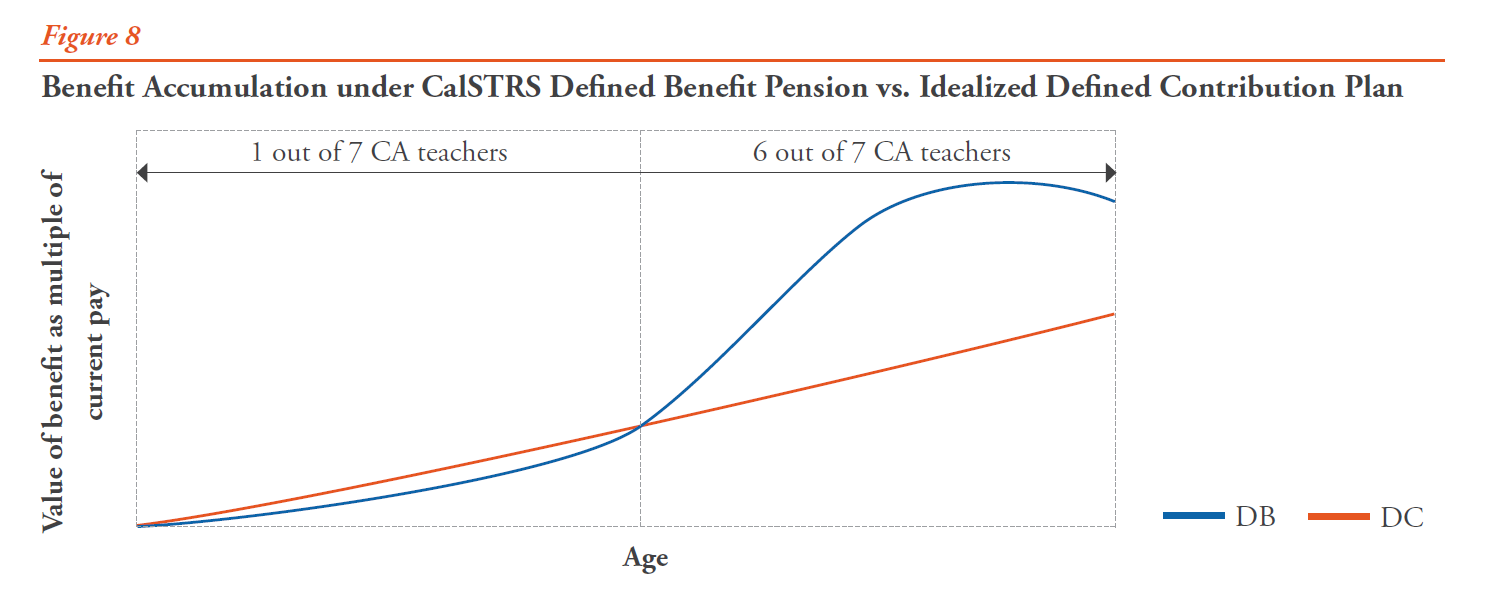 Figure 8
Benefit Accumulation under CalSTRS Defined Benefit Pension vs. Idealized Defined Contribution Plan
1 out of 7 CA teachers
6 out of 7 CA teachers
Value of benefit as multiple of
current pay
Age
DB
DC